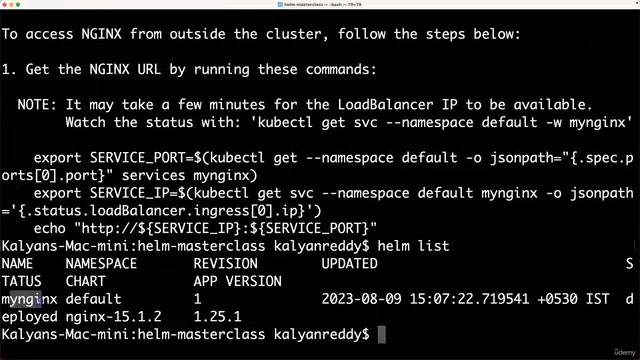 helm-masterclass — -bash — 79×18
To access NGINX from outside the cluster, follow the steps below:
1. Get the NGINX URL by running these commands:
NOTE: It may take a few minutes for the LoadBalancer IP to be available.
Watch the status with: 'kubectl get svc --namespace default -w mynginx'
export SERVICE_PORT=$(kubectl get --namespace default -o jsonpath="{.spec.p
orts[0].port}" services mynginx)
export SERVICE_IP=$(kubectl get svc --namespace default mynginx -o jsonpath
='{.status.loadBalancer.ingress[0].ip}')
echo "http://${SERVICE_IP}:${SERVICE_PORT}"
Kalyans-Mac-mini:helm-masterclass kalyanreddy$ helm list
NAME NAMESPACE REVISION UPDATED S
TATUS CHART APP VERSION
mynginx default 1 2023-08-09 15:07:22.719541 +0530 IST d
eployed nginx-15.1.2 1.25.1
Kalyans-Mac-mini:helm-masterclass kalyanreddy$
udemy